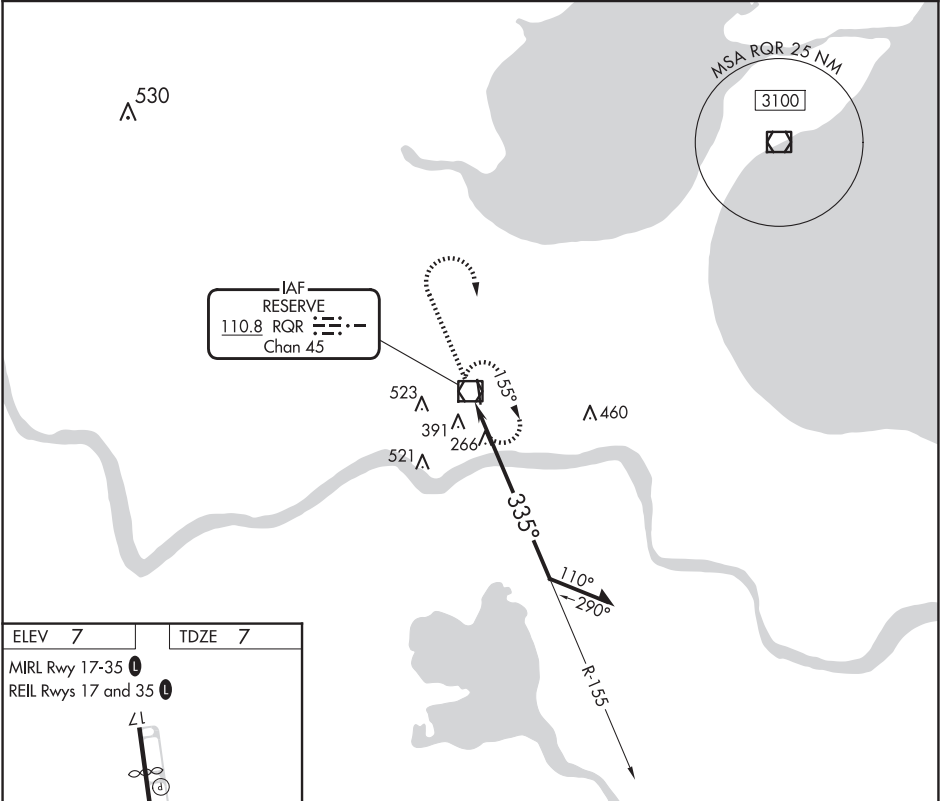 MSA RQR 25 NM
3100
530
IAF
RESERVE
110.8 RQR
Chan 45
155°
523
460
391
266
521
335°
110°
290°
R-155
ELEV 7
TDZE 7
MIRL Rwy 17-35 L
REIL Rwys 17 and 35 L
17
P